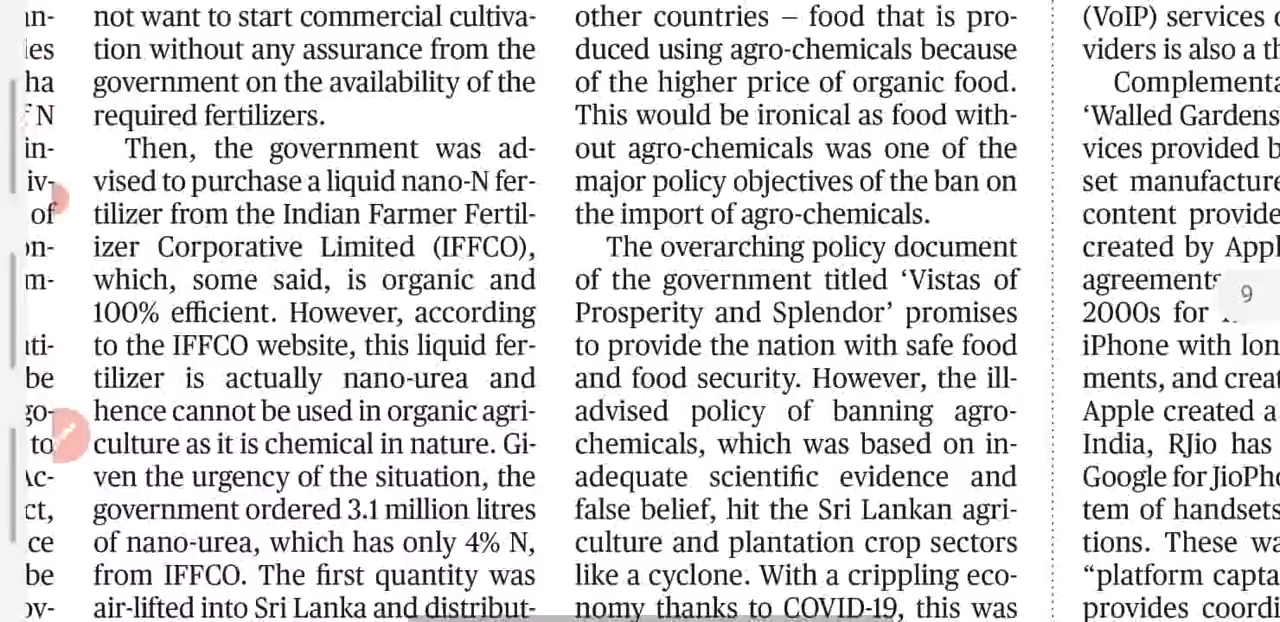 not want to start commercial cultiva-
tion without any assurance from the
government on the availability of the
required fertilizers.
Then, the government was ad-
vised to purchase a liquid nano-N fer-
tilizer from the Indian Farmer Fertil-
izer Corporative Limited (IFFCO),
which, some said, is organic and
100% efficient. However, according
to the IFFCO website, this liquid fer-
tilizer is actually nano-urea and
hence cannot be used in organic agri-
culture as it is chemical in nature. Gi-
ven the urgency of the situation, the
government ordered 3.1 million litres
of nano-urea, which has only 4% N,
from IFFCO. The first quantity was
air-lifted into Sri Lanka and distribut-
other countries – food that is pro-
duced using agro-chemicals because
of the higher price of organic food.
This would be ironical as food with-
out agro-chemicals was one of the
major policy objectives of the ban on
the import of agro-chemicals.
The overarching policy document
of the government titled ‘Vistas of
Prosperity and Splendor’ promises
to provide the nation with safe food
and food security. However, the ill-
advised policy of banning agro-
chemicals, which was based on in-
adequate scientific evidence and
false belief, hit the Sri Lankan agri-
culture and plantation crop sectors
like a cyclone. With a crippling eco-
nomy thanks to COVID-19, this was
(VoIP) services
viders is also a
Complementa
‘Walled Gardens
vices provided
set manufacture
content provide
created by Appl
agreements
2000s for
iPhone with lon
ments, and creat
Apple created a
India, RJio has
Google for JioPho
tem of handsets
tions. These wa
“platform capta
provides coordi
9